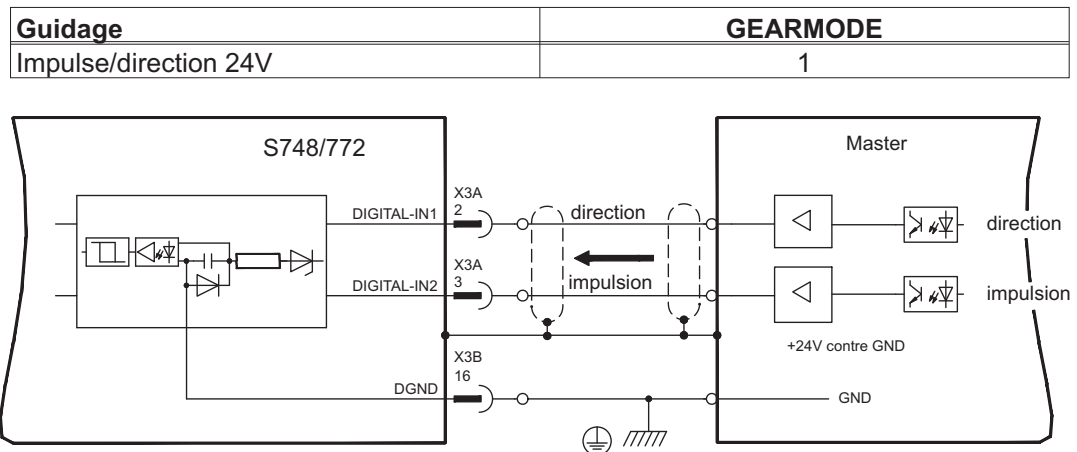 Guidage GEARMODE
Impulse/direction 24V 1
S748/772
Master
X3A
DIGITAL-IN1 2 direction direction
X3A
DIGITAL-IN2 3 impulsion impulsion
+24V contre GND
X3B
16
DGND GND